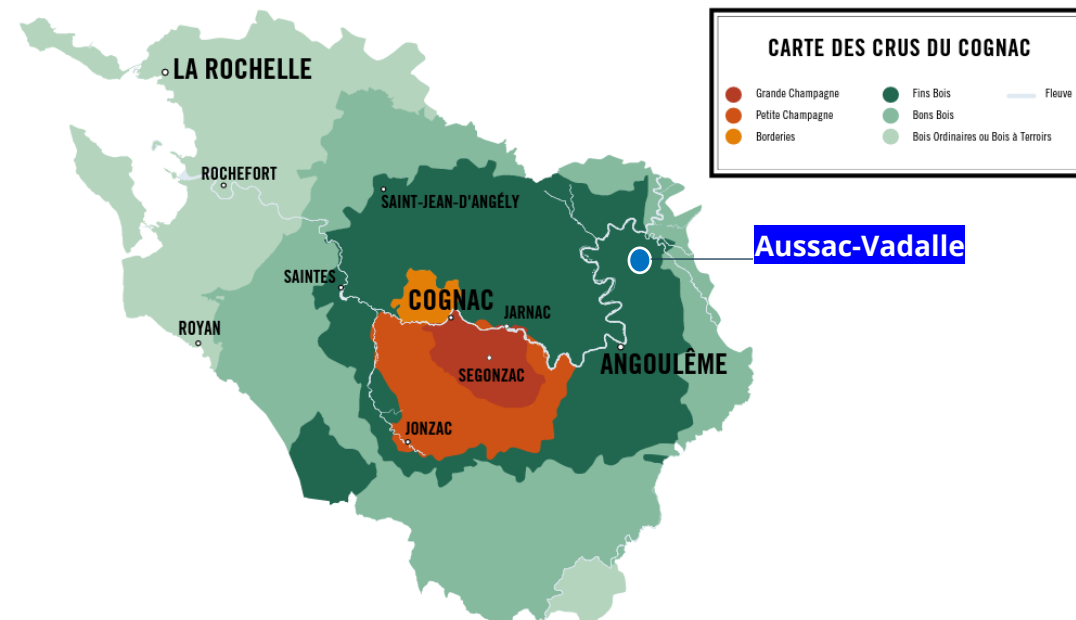 CARTE DES CRUS DU COGNAC
Grande Champagne
Petite Champagne
Borderies
Fins Bois
Bons Bois
Bois Ordinaires ou Bois à Terroirs
Fleuve
LA ROCHELLE
ROCHEFORT
SAINT-JEAN-D'ANGÉLY
Aussac-Vadalle
SAINTES
COGNAC
JARNAC
ROYAN
ANGOULÊME
SEGONZAC
JONZAC